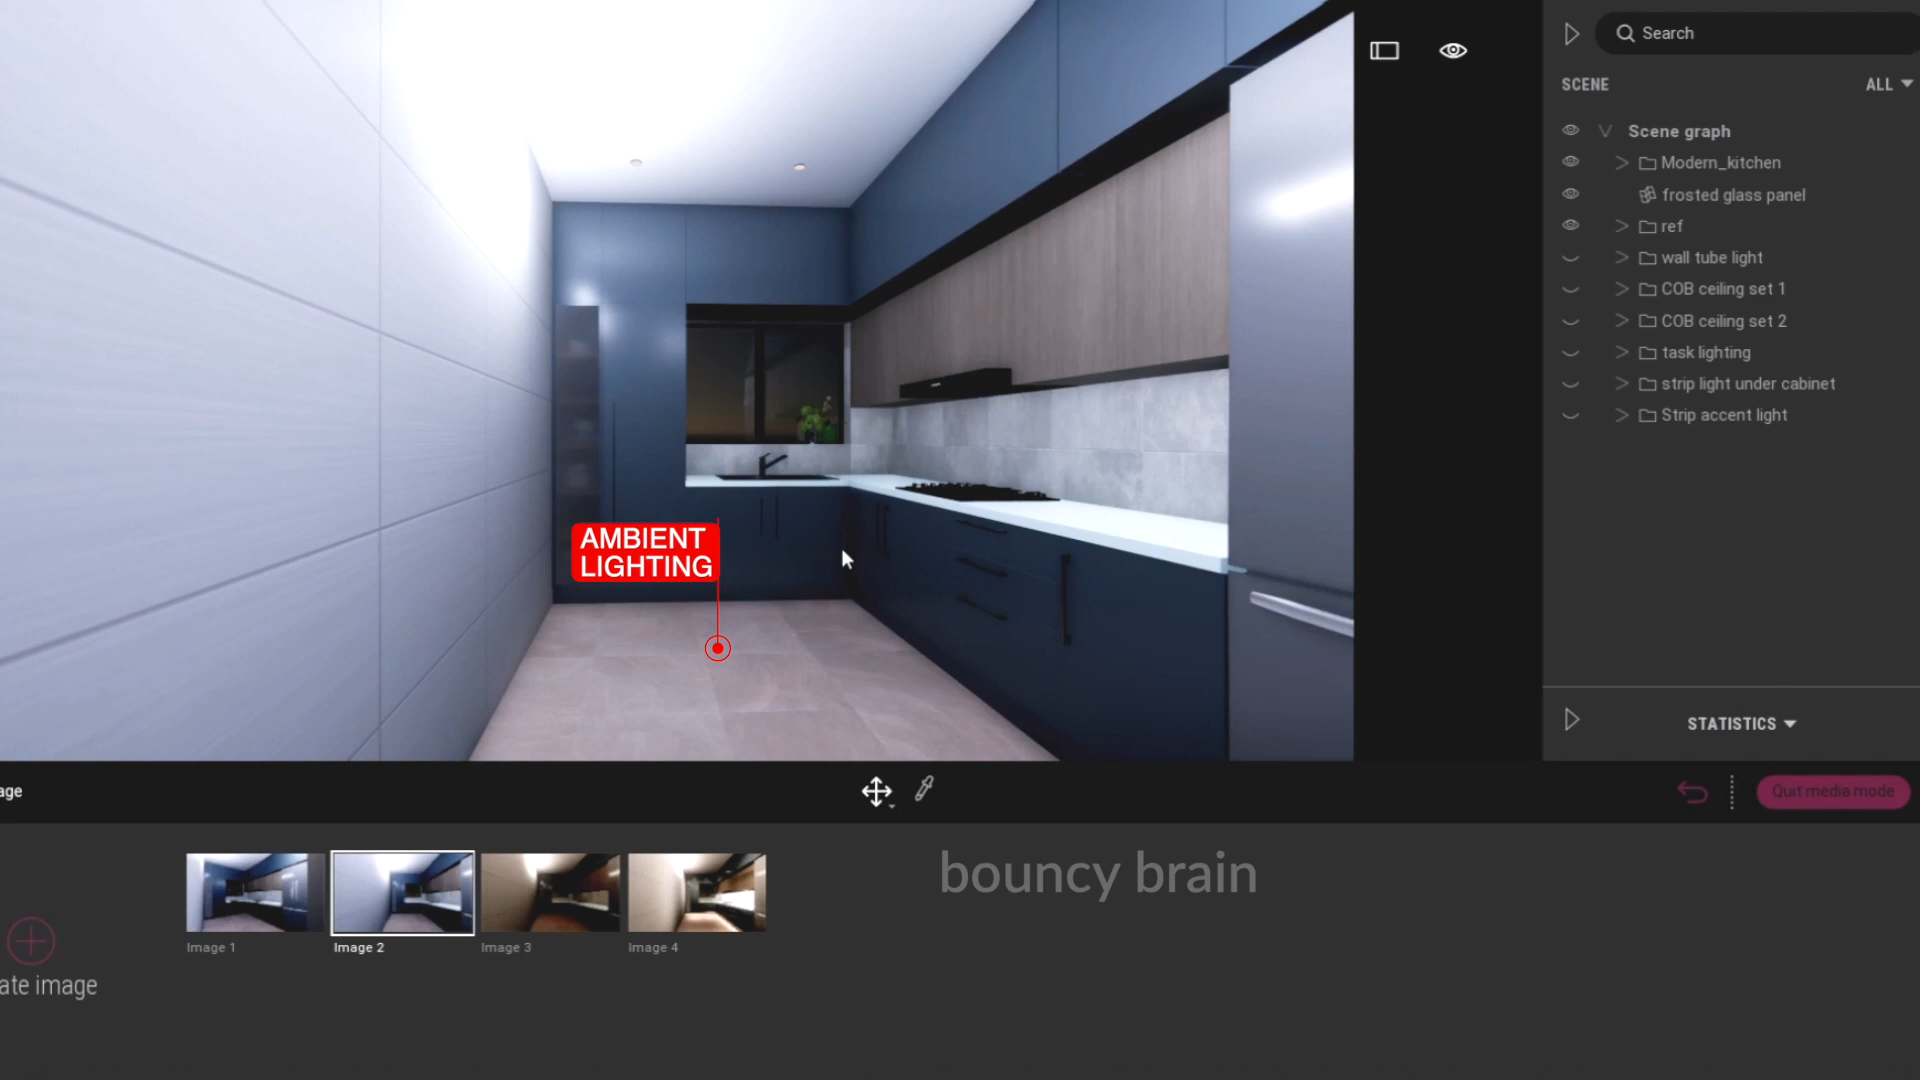 Search
SCENE
ALL
Scene graph
Modern_kitchen
frosted glass panel
ref
wall tube light
COB ceiling set 1
COB ceiling set 2
task lighting
strip light under cabinet
Strip accent light
AMBIENT
LIGHTING
STATISTICS
age
Quit media mode
bouncy brain
Image 1
Image 2
Image 3
Image 4
ate image